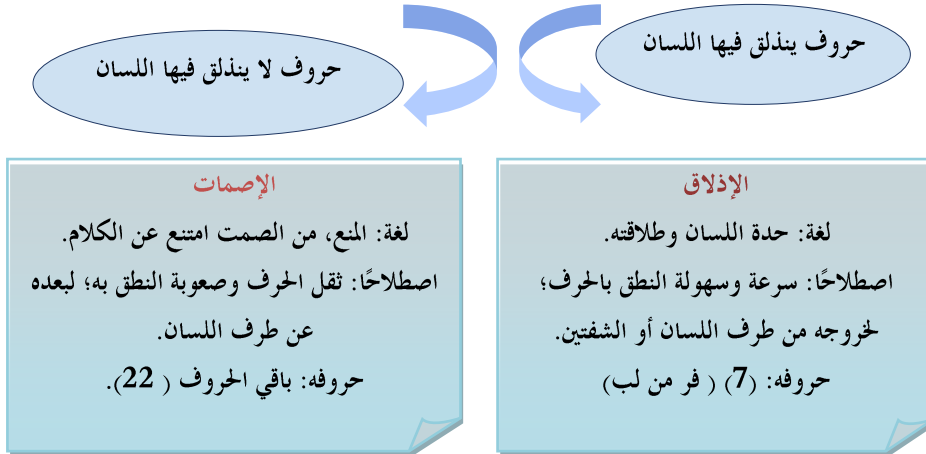 حروف ينذلق فيها اللسان
حروف لا ينذلق فيها اللسان
الإذلاق
لغة: حدة اللسان وطلاقته.
اصطلاحًا: سرعة وسهولة النطق بالحرف؛
لخروجه من طرف اللسان أو الشفتين.
حروفه: (7) ( فر من لب)
الإصمات
لغة: المنع، من الصمت امتنع عن الكلام.
اصطلاحًا: ثقل الحرف وصعوبة النطق به؛ لبعده
عن طرف اللسان.
حروفه: باقي الحروف ( 22).